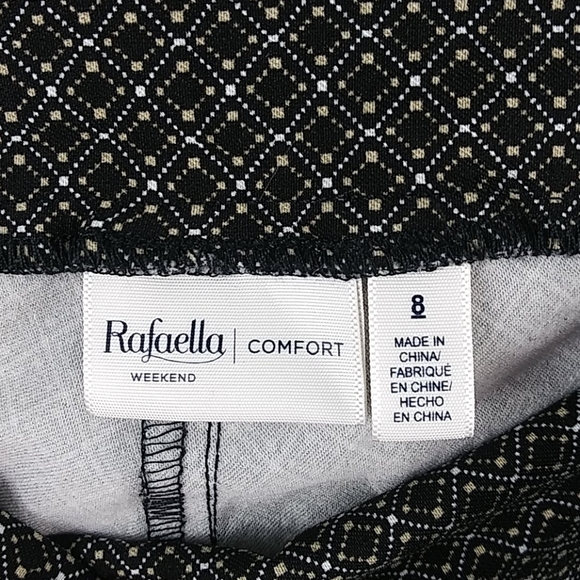 Rafaella | COMFORT
WEEKEND
8
MADE IN
CHINA/
FABRIQUÉ
EN CHINE/
HECHO
EN CHINA